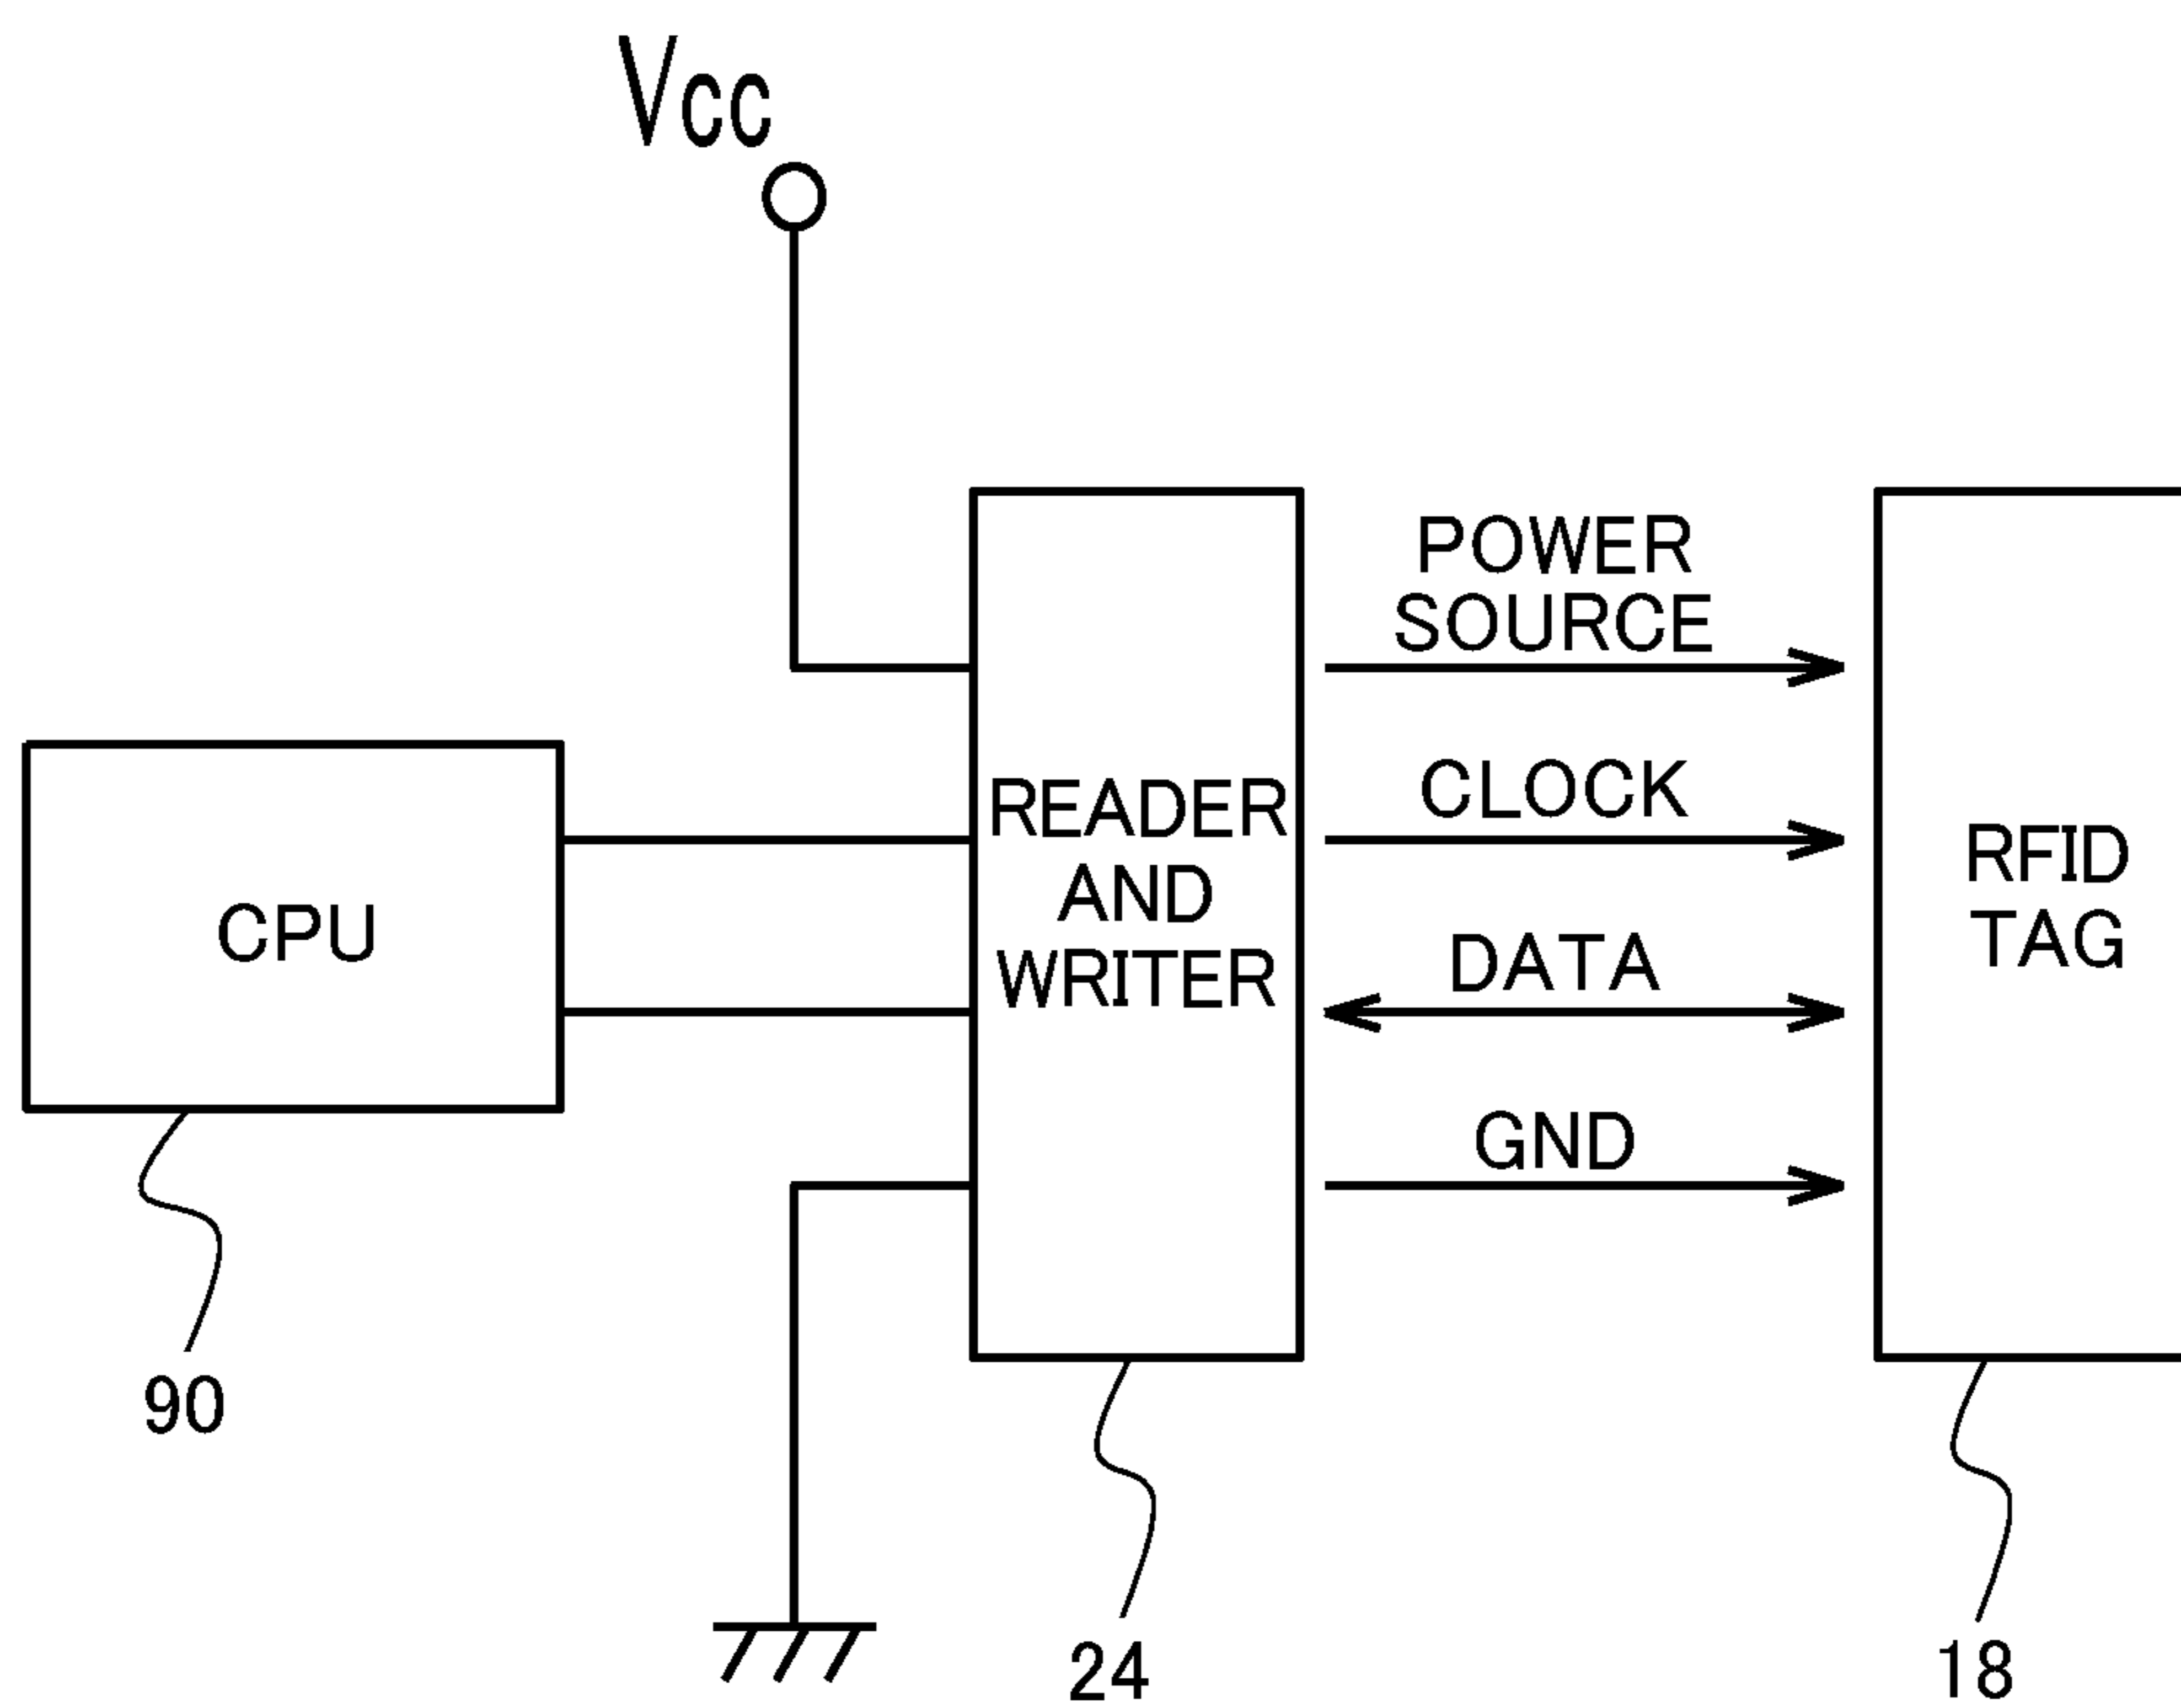 Vcc
POWER
SOURCE
CLOCK
DATA
GND
CPU
READER
AND
WRITER
RFID
TAG
90
24
18